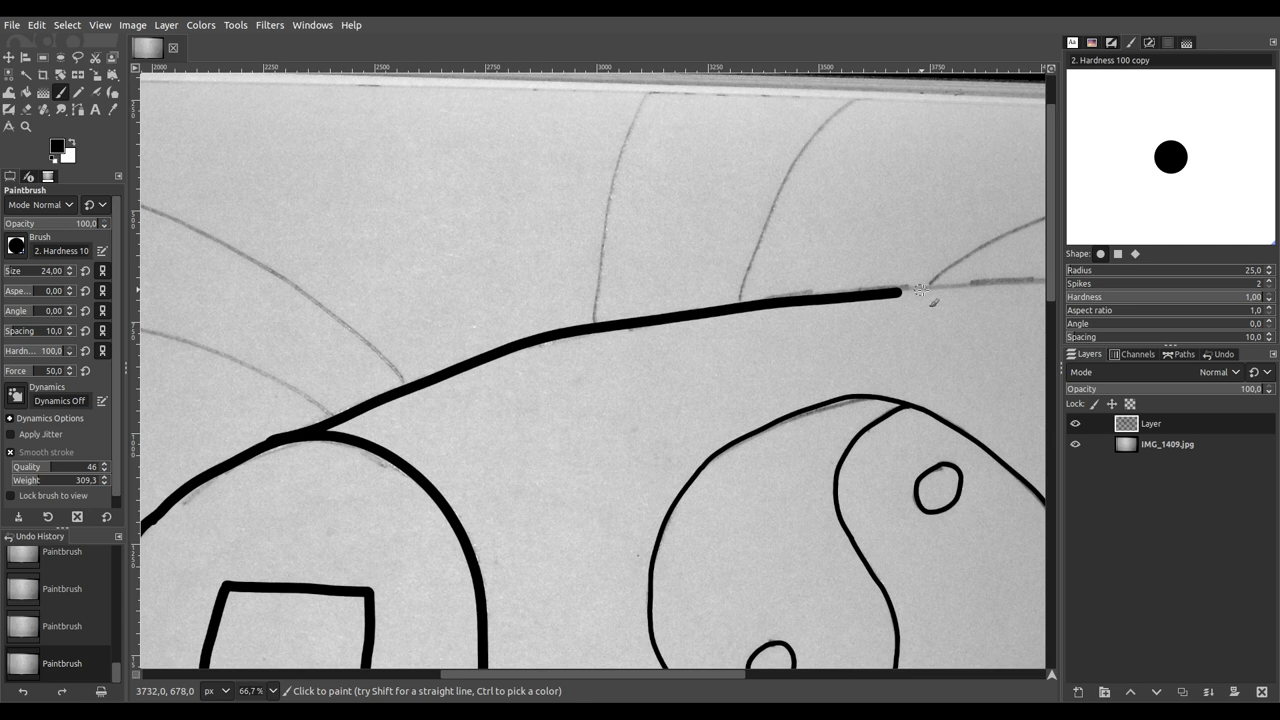 File Edit Select View Image Layer Colors Tools Filters Windows Help
2000 2250 2500 2750 3000 3250 3500 3750
2. Hardness 100 copy
Paintbrush
Mode Normal
Opacity 100,0
Brush
2. Hardness 10
Size 24,00
Aspe... 0,00
Angle 0,00
Spacing 10,0
Hardn... 100,0
Force 50,0
Dynamics
Dynamics Off
Dynamics Options
Apply Jitter
Smooth stroke
Quality 46
Weight 309,3
Lock brush to view
Undo History
Paintbrush
Paintbrush
Paintbrush
Paintbrush
3732,0, 678,0 px 66,7 % Click to paint (try Shift for a straight line, Ctrl to pick a color)
Shape:
Radius 25,0
Spikes 2
Hardness 1,00
Aspect ratio 1,0
Angle 0,0
Spacing 10,0
Layers Channels Paths Undo
Mode Normal
Opacity 100,0
Lock:
Layer
IMG_1409.jpg